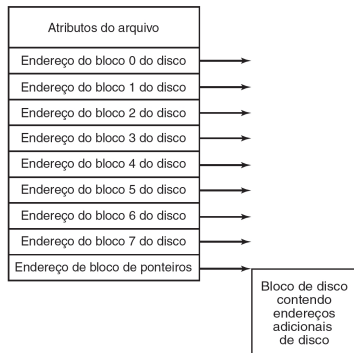 Atributos do arquivo
Endereço do bloco 0 do disco
Endereço do bloco 1 do disco
Endereço do bloco 2 do disco
Endereço do bloco 3 do disco
Endereço do bloco 4 do disco
Endereço do bloco 5 do disco
Endereço do bloco 6 do disco
Endereço do bloco 7 do disco
Endereço de bloco de ponteiros
Bloco de disco
contendo
endereços
adicionais
de disco